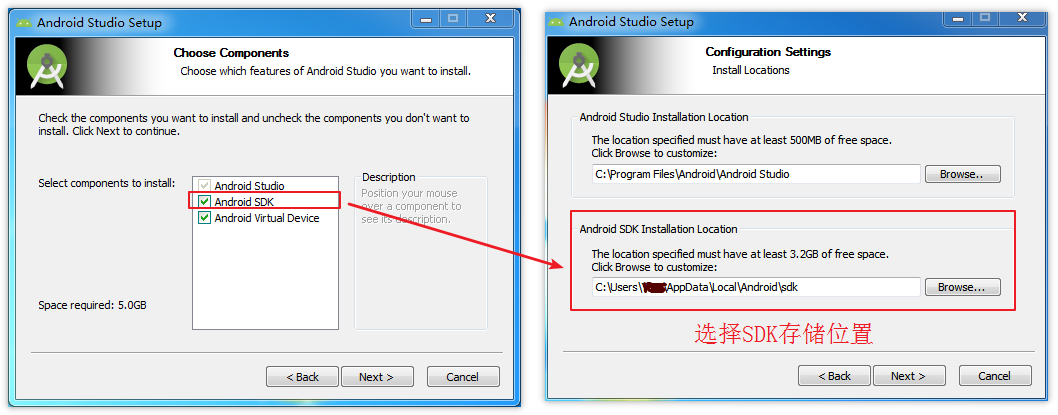 Android Studio Setup
Choose Components
Choose which features of Android Studio you want to install.
Check the components you want to install and uncheck the components you don't want to
install. Click Next to continue.
Select components to install:
Android Studio
Android SDK
Android Virtual Device
Description
Position your mouse
over a component to
see its description.
Space required: 5.0GB
< Back
Next >
Cancel
Android Studio Setup
Configuration Settings
Install Locations
Android Studio Installation Location
The location specified must have at least 500MB of free space.
Click Browse to customize:
C:\Program Files\Android\Android Studio
Browse..
Android SDK Installation Location
The location specified must have at least 3.2GB of free space.
Click Browse to customize:
C:\Users\ \AppData\Local\Android\sdk
Browse...
选择SDK存储位置
< Back
Next >
Cancel